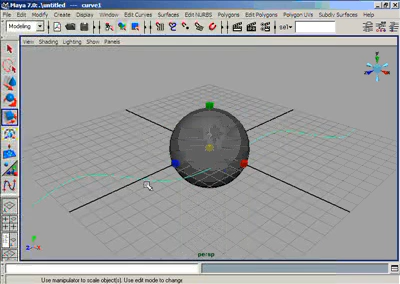 Maya 7.0: .\untitled --- curve1
File Edit Modify Create Display Window Edit Curves Surfaces Edit NURBS Polygons Edit Polygons Polygon UVs Subdiv Surfaces Help
Modeling
sel▾
View Shading Lighting Show Panels
persp
Use manipulator to scale object(s). Use edit mode to change